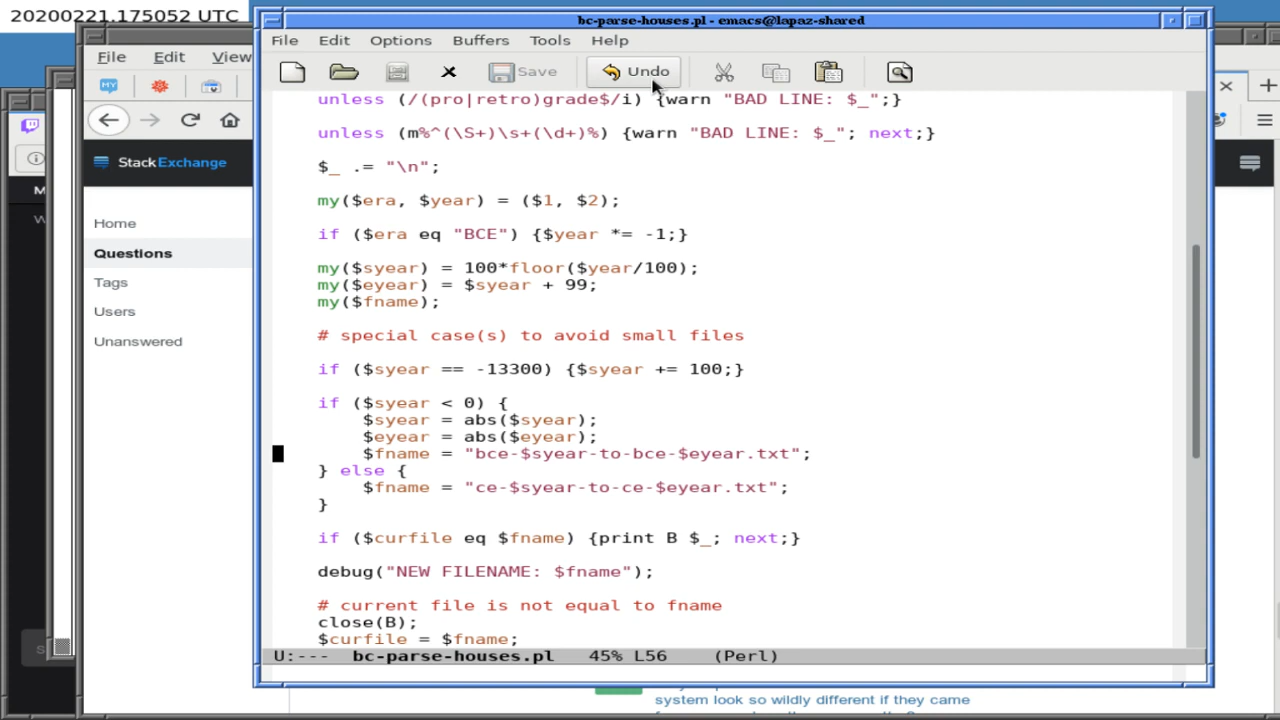 20200221.175052 UTC
bc-parse-houses.pl - emacs@lapaz-shared
File Edit Options Buffers Tools Help
Save Undo
unless (/(pro|retro)grade$/i) {warn "BAD LINE: $_";}
unless (m%^(\S+)\s+(\d+)%) {warn "BAD LINE: $_"; next;}
$_ .= "\n";
my($era, $year) = ($1, $2);
if ($era eq "BCE") {$year *= -1;}
my($syear) = 100*floor($year/100);
my($eyear) = $syear + 99;
my($fname);
# special case(s) to avoid small files
if ($syear == -13300) {$syear += 100;}
if ($syear < 0) {
$syear = abs($syear);
$eyear = abs($eyear);
$fname = "bce-$syear-to-bce-$eyear.txt";
} else {
$fname = "ce-$syear-to-ce-$eyear.txt";
}
if ($curfile eq $fname) {print B $_; next;}
debug("NEW FILENAME: $fname");
# current file is not equal to fname
close(B);
$curfile = $fname;
U:--- bc-parse-houses.pl 45% L56 (Perl)
File Edit View
MY
StackExchange
Home
Questions
Tags
Users
Unanswered
M
W
system look so wildly different if they came